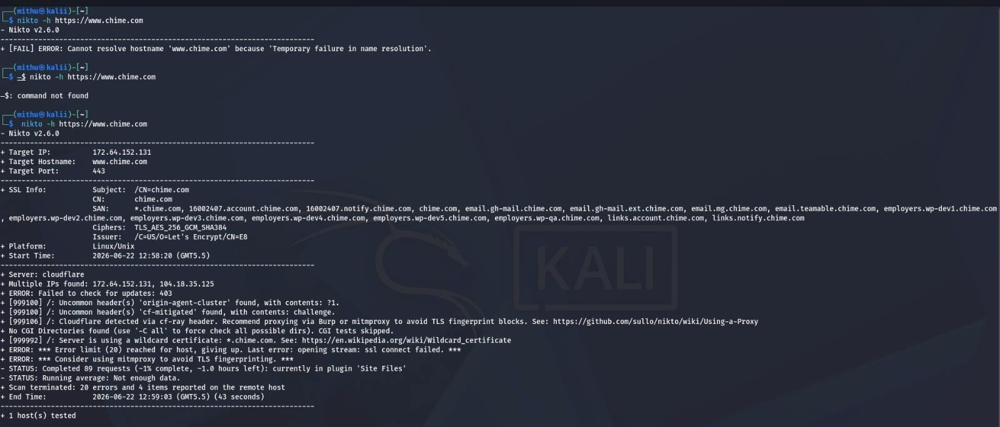 ┌──(mithu㉿kalii)-[~]
└─$ nikto -h https://www.chime.com
- Nikto v2.6.0
---------------------------------------------------------------------------
+ [FAIL] ERROR: Cannot resolve hostname 'www.chime.com' because 'Temporary failure in name resolution'.
┌──(mithu㉿kalii)-[~]
└─$ —$ nikto -h https://www.chime.com
—$: command not found
┌──(mithu㉿kalii)-[~]
└─$  nikto -h https://www.chime.com
- Nikto v2.6.0
---------------------------------------------------------------------------
+ Target IP:          172.64.152.131
+ Target Hostname:    www.chime.com
+ Target Port:        443
---------------------------------------------------------------------------
+ SSL Info:           Subject:  /CN=chime.com
                      CN:       chime.com
                      SAN:      *.chime.com, 16002407.account.chime.com, 16002407.notify.chime.com, chime.com, email.gh-mail.chime.com, email.gh-mail.ext.chime.com, email.mg.chime.com, email.teamable.chime.com, employers.wp-dev1.chime.com
, employers.wp-dev2.chime.com, employers.wp-dev3.chime.com, employers.wp-dev4.chime.com, employers.wp-dev5.chime.com, employers.wp-qa.chime.com, links.account.chime.com, links.notify.chime.com
                      Ciphers:  TLS_AES_256_GCM_SHA384
                      Issuer:   /C=US/O=Let's Encrypt/CN=E8
+ Platform:           Linux/Unix
+ Start Time:         2026-06-22 12:58:20 (GMT5.5)
---------------------------------------------------------------------------
+ Server: cloudflare
+ Multiple IPs found: 172.64.152.131, 104.18.35.125
+ ERROR: Failed to check for updates: 403
+ [999100] /: Uncommon header(s) 'origin-agent-cluster' found, with contents: ?1.
+ [999100] /: Uncommon header(s) 'cf-mitigated' found, with contents: challenge.
+ [999106] /: Cloudflare detected via cf-ray header. Recommend proxying via Burp or mitmproxy to avoid TLS fingerprint blocks. See: https://github.com/sullo/nikto/wiki/Using-a-Proxy
+ No CGI Directories found (use '-C all' to force check all possible dirs). CGI tests skipped.
+ [999992] /: Server is using a wildcard certificate: *.chime.com. See: https://en.wikipedia.org/wiki/Wildcard_certificate
+ ERROR: *** Error limit (20) reached for host, giving up. Last error: opening stream: ssl connect failed. ***
+ ERROR: *** Consider using mitmproxy to avoid TLS fingerprinting. ***
- STATUS: Completed 89 requests (~1% complete, ~1.0 hours left): currently in plugin 'Site Files'
- STATUS: Running average: Not enough data.
+ Scan terminated: 20 errors and 4 items reported on the remote host
+ End Time:           2026-06-22 12:59:03 (GMT5.5) (43 seconds)
---------------------------------------------------------------------------
+ 1 host(s) tested
KALI